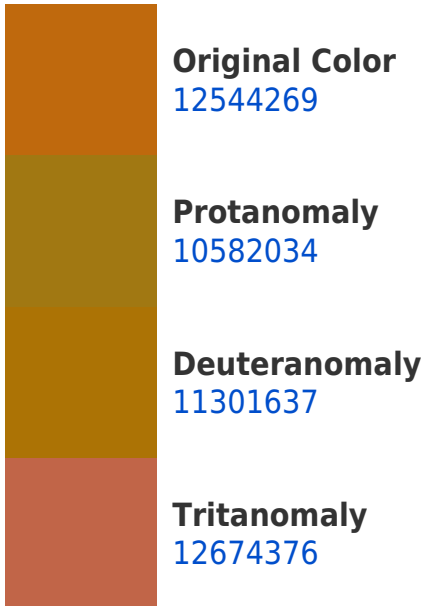 Original Color
12544269
Protanomaly
10582034
Deuteranomaly
11301637
Tritanomaly
12674376